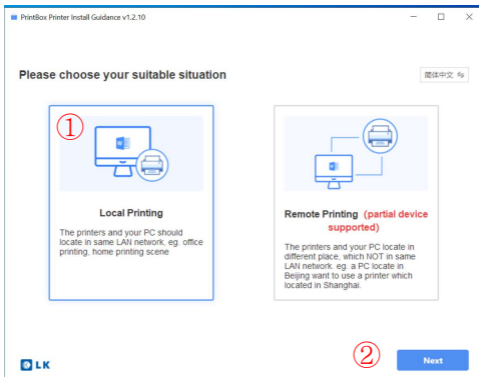 PrintBox Printer Install Guidance v1.2.10
Please choose your suitable situation
简体中文
①
W
Local Printing
The printers and your PC should
locate in same LAN network, eg. office
printing, home printing scene
Remote Printing (partial device
supported)
The printers and your PC locate in
different place, which NOT in same
LAN network. eg. a PC locate in
Beijing want to use a printer which
located in Shanghai.
②
Next
LK